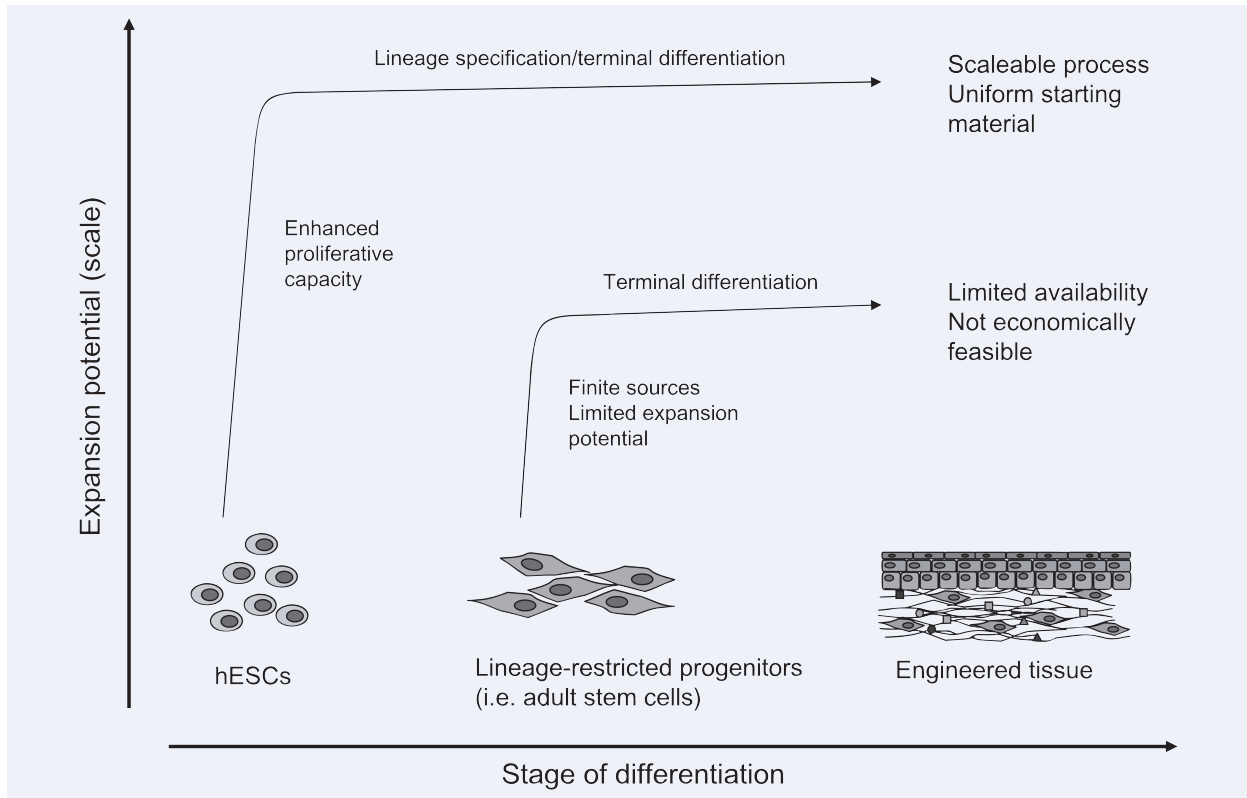 Lineage specification/terminal differentiation
Scaleable process
Uniform starting
material
Enhanced
proliferative
capacity
Terminal differentiation
Limited availability
Not economically
feasible
Finite sources
Limited expansion
potential
Expansion potential (scale)
hESCs
Lineage-restricted progenitors
(i.e. adult stem cells)
Engineered tissue
Stage of differentiation